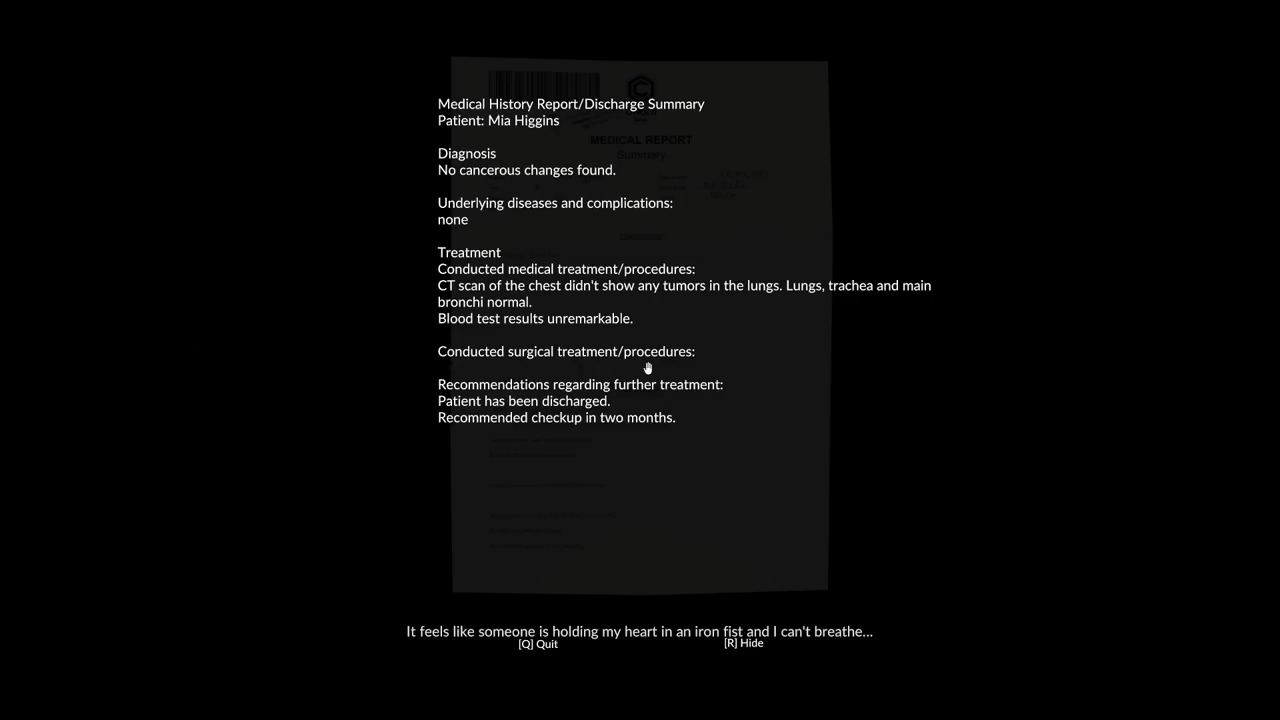 Medical History Report/Discharge Summary
Patient: Mia Higgins
MEDICAL REPORT
Summary
Diagnosis
No cancerous changes found.
Underlying diseases and complications:
none
Treatment
Conducted medical treatment/procedures:
CT scan of the chest didn't show any tumors in the lungs. Lungs, trachea and main
bronchi normal.
Blood test results unremarkable.
Conducted surgical treatment/procedures:
Recommendations regarding further treatment:
Patient has been discharged.
Recommended checkup in two months.
It feels like someone is holding my heart in an iron fist and I can't breathe...
[Q] Quit
[R] Hide